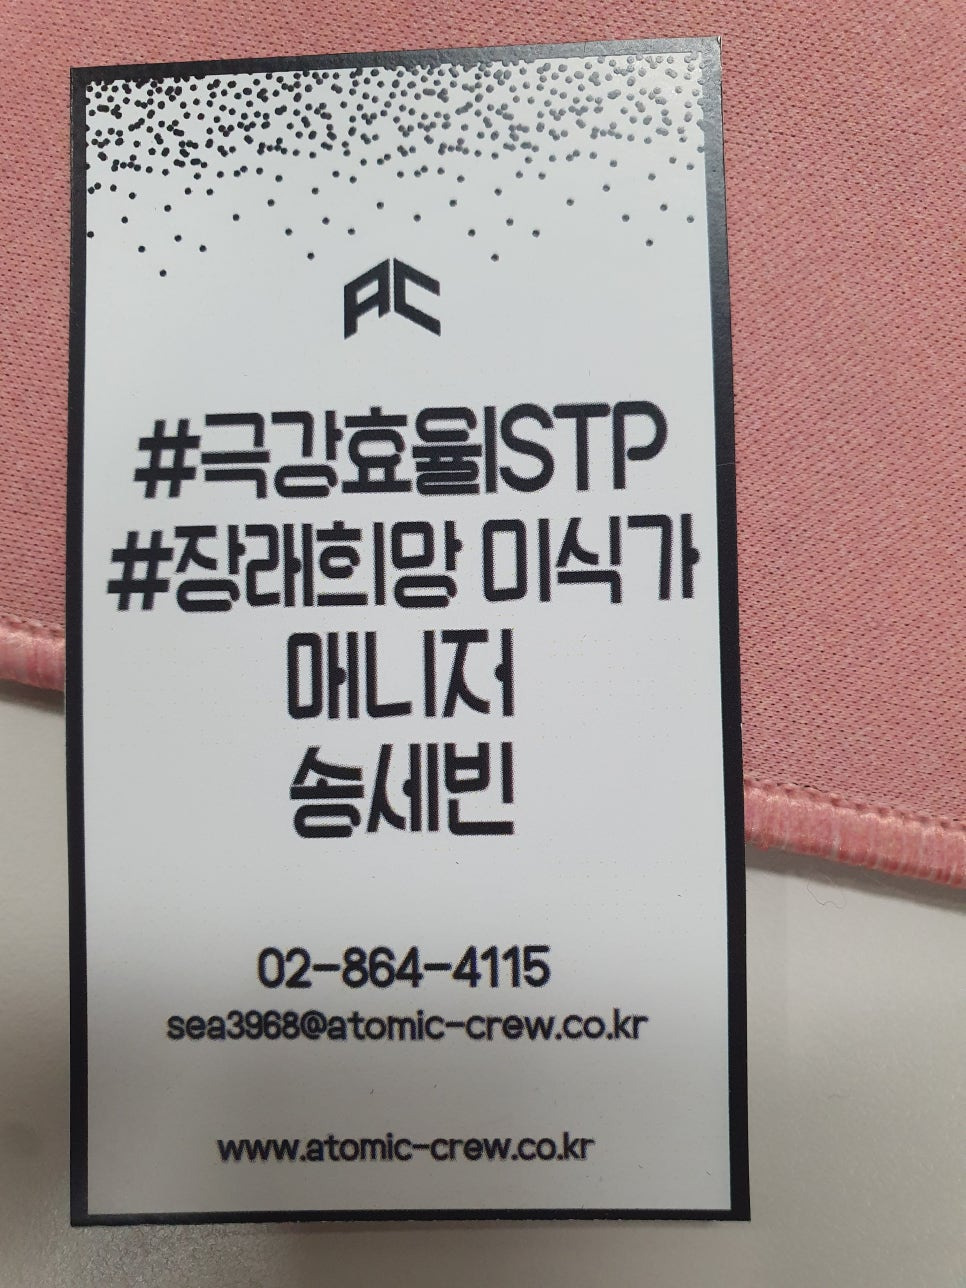 AC
#극강효율ISTP
#장래희망 미식가
매니저
송세빈
02-864-4115
sea3968@atomic-crew.co.kr
www.atomic-crew.co.kr